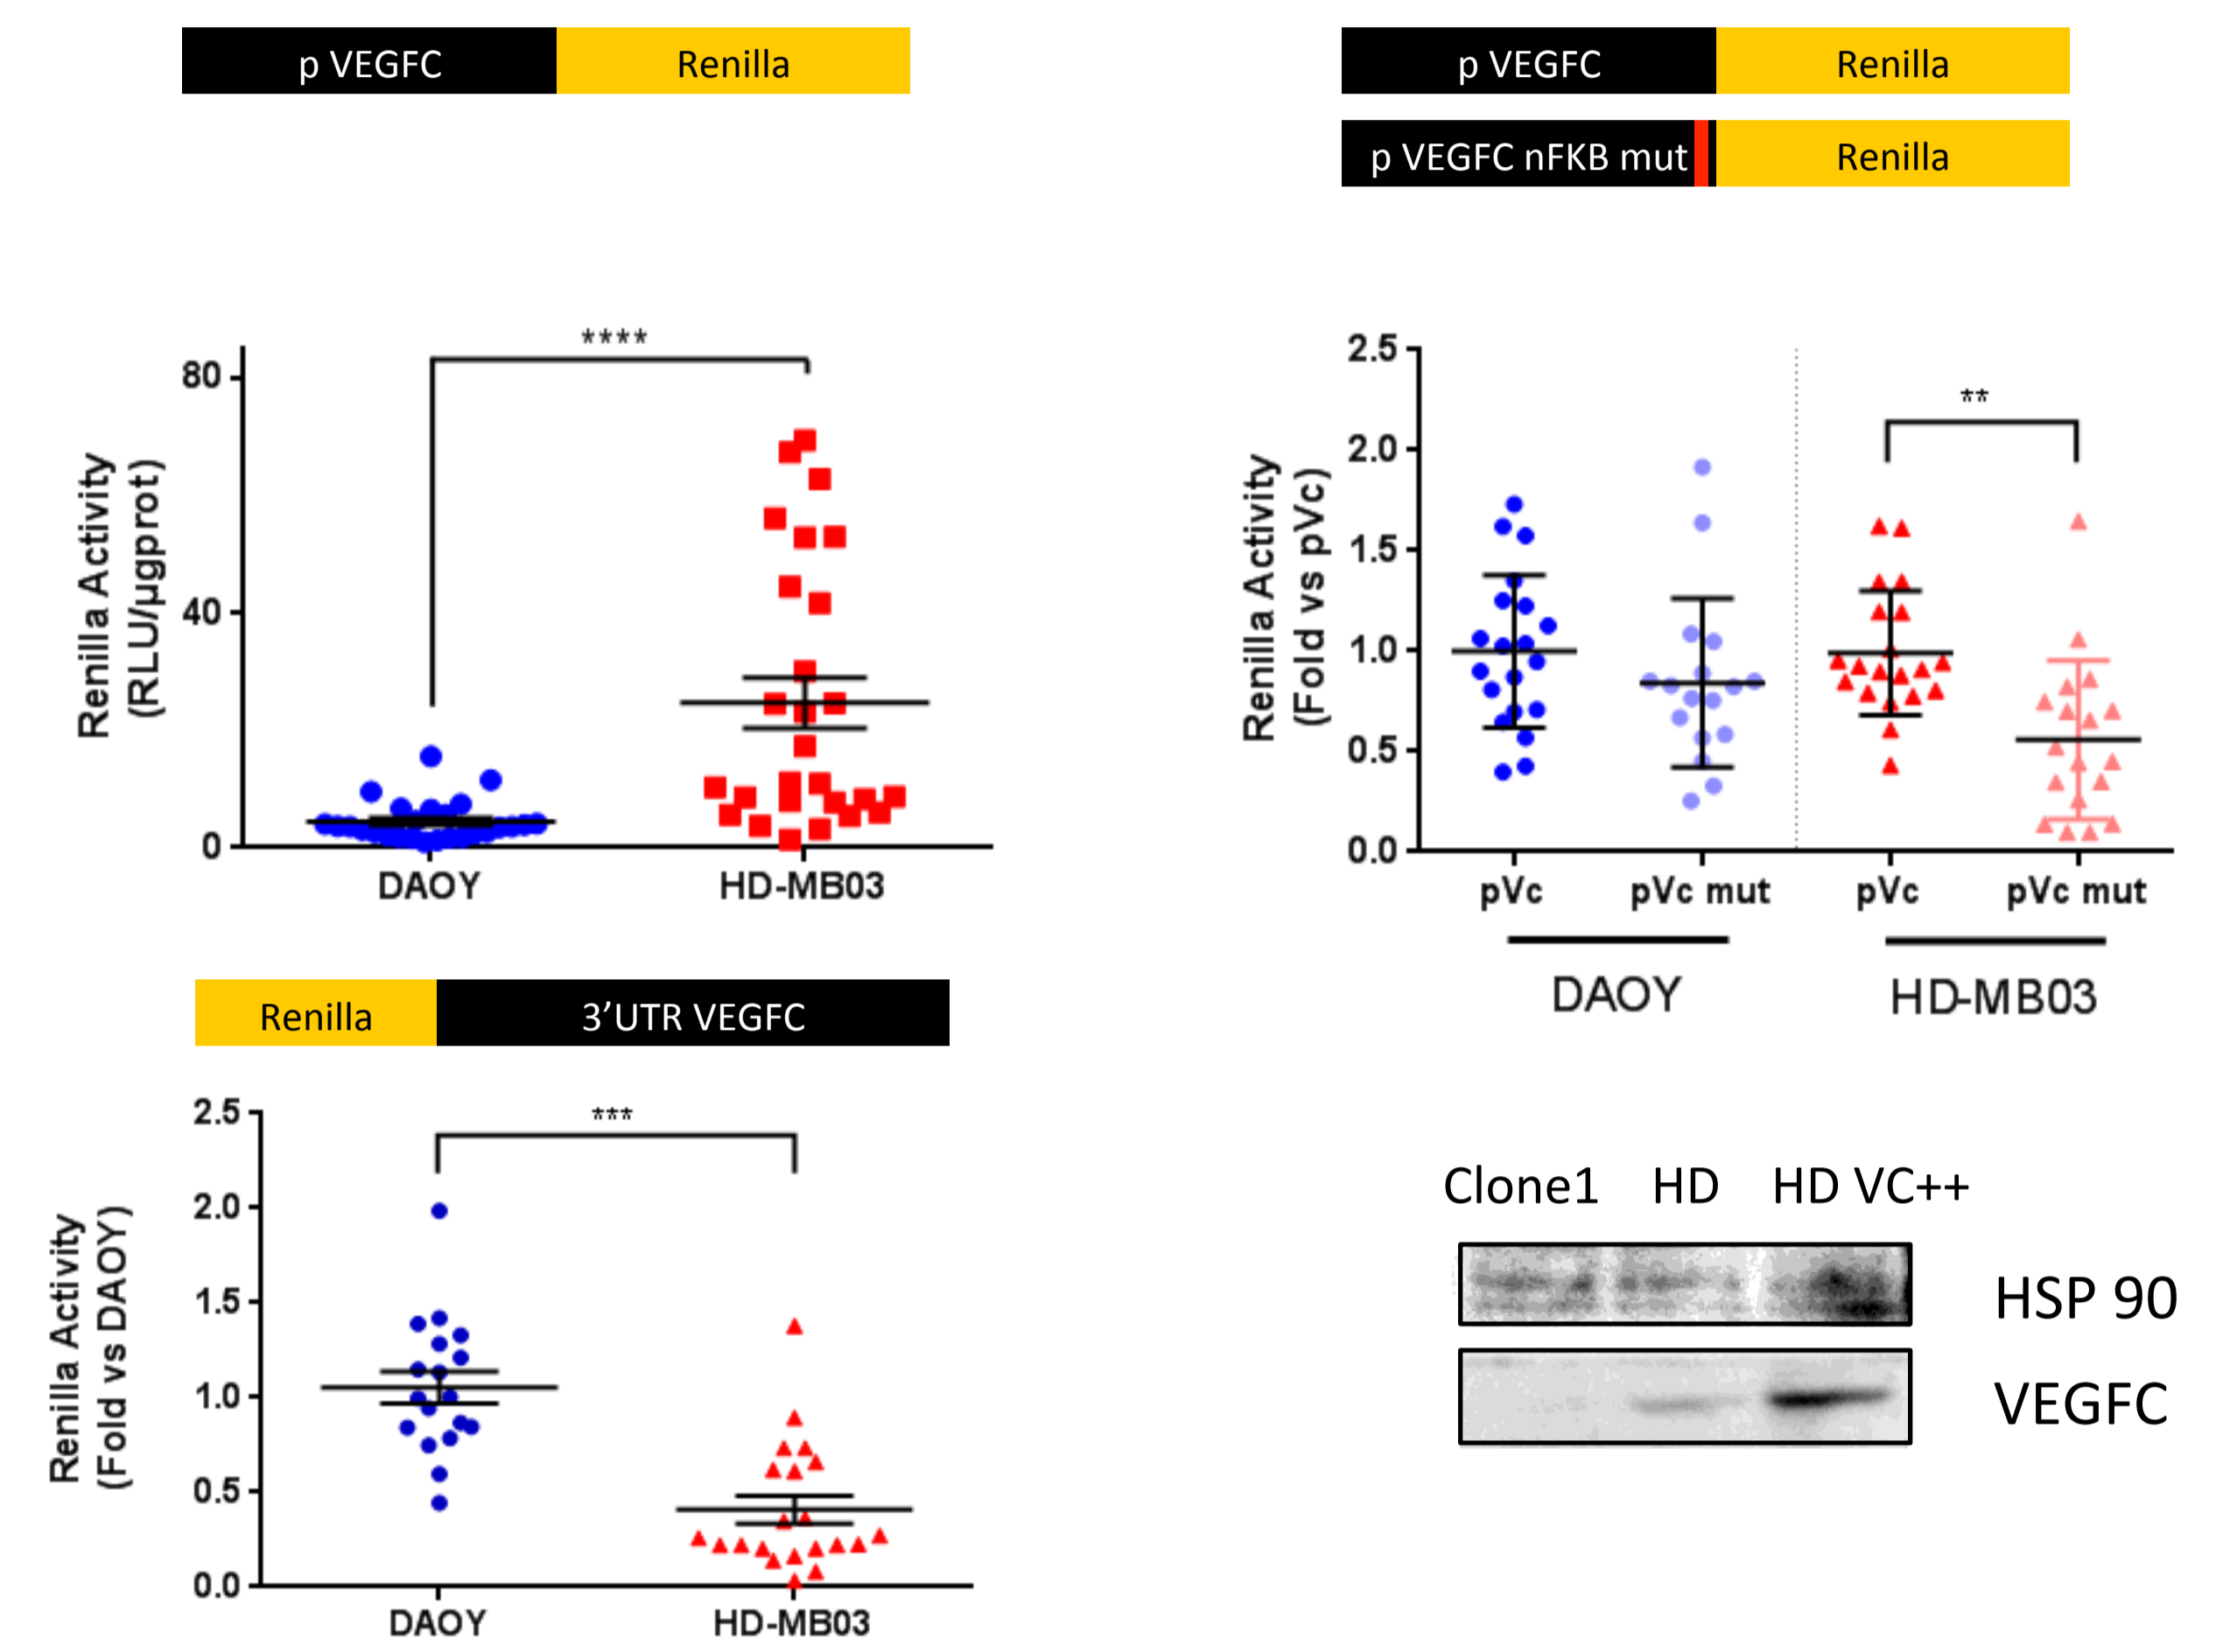 p VEGFC Renilla
****
80
40
0
Renilla Activity
(RLU/µgprot)
DAOY HD-MB03
p VEGFC Renilla
p VEGFC nFKB mut Renilla
2.5
2.0
1.5
1.0
0.5
0.0
Renilla Activity
(Fold vs pVc)
**
pVc pVc mut pVc pVc mut
DAOY HD-MB03
Renilla 3’UTR VEGFC
***
2.5
2.0
1.5
1.0
0.5
0.0
Renilla Activity
(Fold vs DAOY)
DAOY HD-MB03
Clone1 HD HD VC++
HSP 90
VEGFC